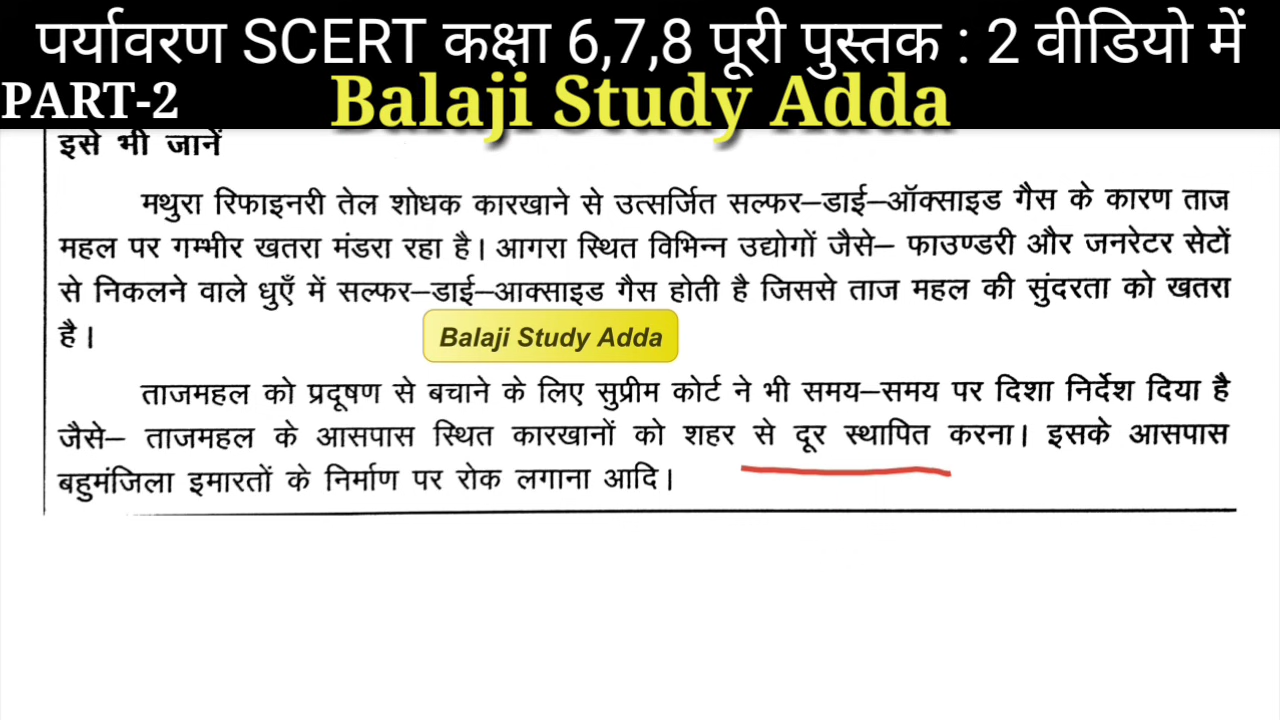 पर्यावरण SCERT कक्षा 6,7,8 पूरी पुस्तक : 2 वीडियो में
PART-2
Balaji Study Adda
इसे भी जानें
मथुरा रिफाइनरी तेल शोधक कारखाने से उत्सर्जित सल्फर–डाई–ऑक्साइड गैस के कारण ताज
महल पर गम्भीर खतरा मंडरा रहा है। आगरा स्थित विभिन्न उद्योगों जैसे– फाउण्डरी और जनरेटर सेटों
से निकलने वाले धुएँ में सल्फर–डाई–आक्साइड गैस होती है जिससे ताज महल की सुंदरता को खतरा
है।
Balaji Study Adda
ताजमहल को प्रदूषण से बचाने के लिए सुप्रीम कोर्ट ने भी समय–समय पर दिशा निर्देश दिया है
जैसे– ताजमहल के आसपास स्थित कारखानों को शहर से दूर स्थापित करना। इसके आसपास
बहुमंजिला इमारतों के निर्माण पर रोक लगाना आदि।